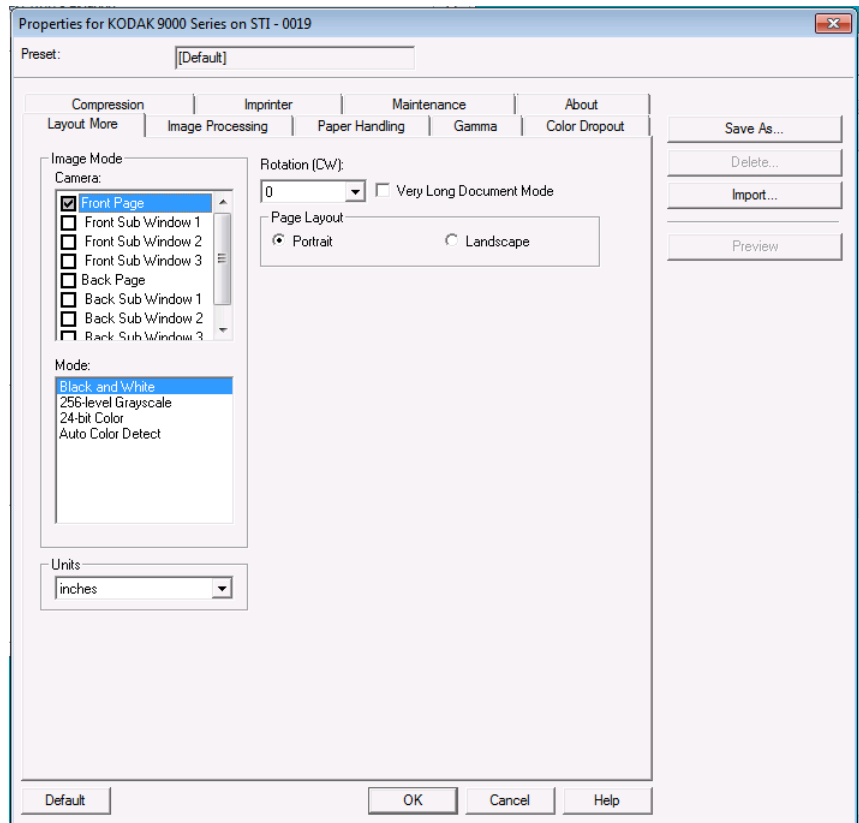 Properties for KODAK 9000 Series on STI - 0019
Preset:
[Default]
Compression
Imprinter
Maintenance
About
Layout More
Image Processing
Paper Handling
Gamma
Color Dropout
Save As...
Delete...
Import...
Preview
Image Mode
Camera:
Front Page
Front Sub Window 1
Front Sub Window 2
Front Sub Window 3
Back Page
Back Sub Window 1
Back Sub Window 2
Back Sub Window 3
Mode:
Black and White
256-level Grayscale
24-bit Color
Auto Color Detect
Units
inches
Rotation (CW):
0
Very Long Document Mode
Page Layout
Portrait
Landscape
Default
OK
Cancel
Help